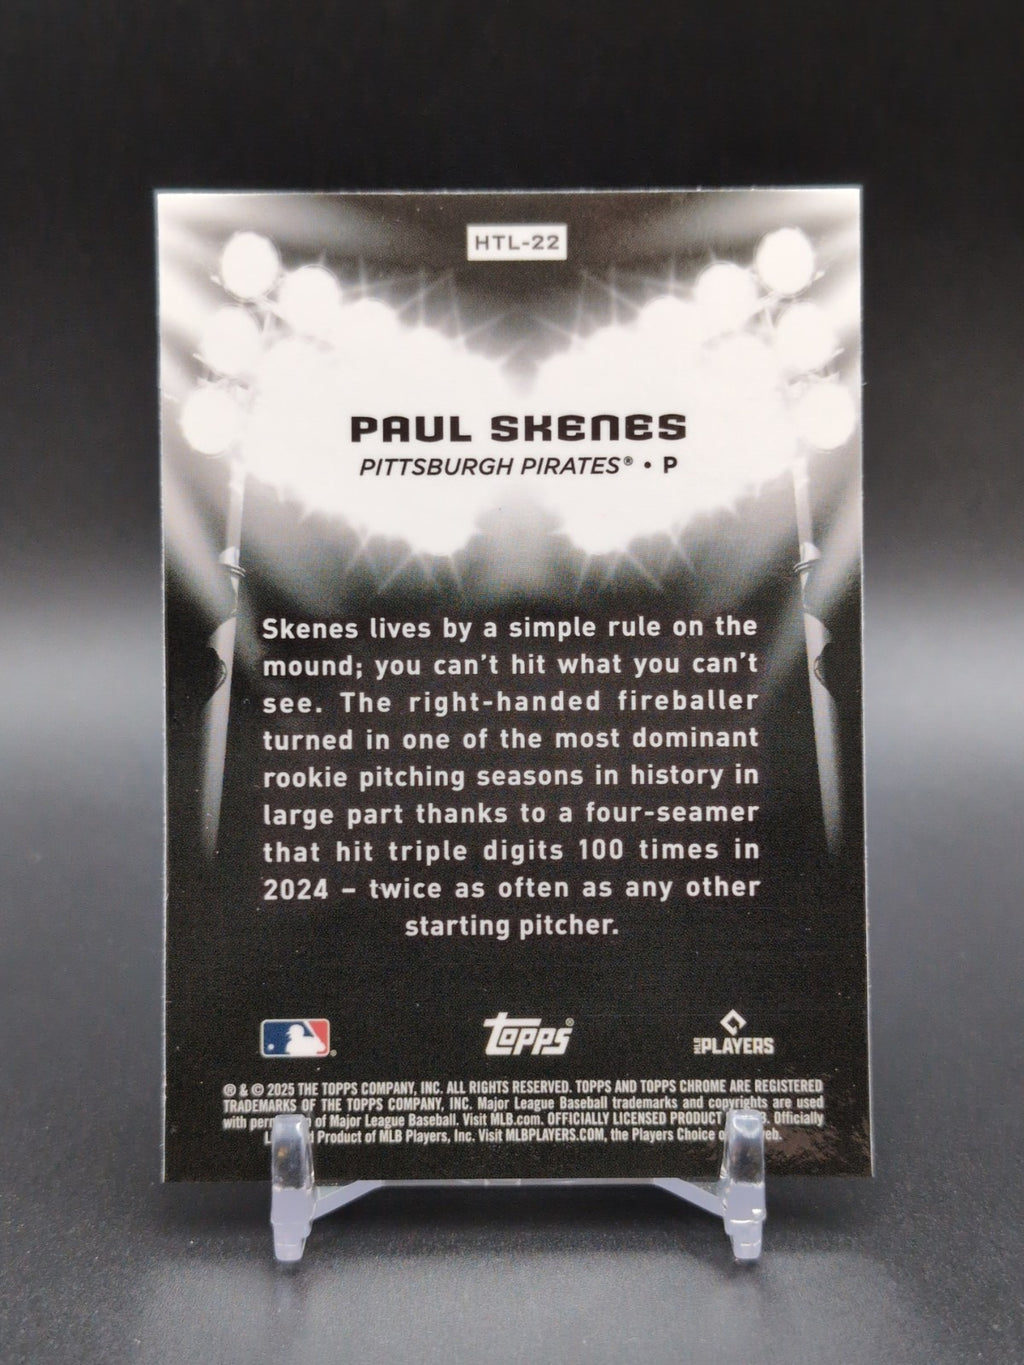 HTL-22
PAUL SKENES
PITTSBURGH PIRATES® • P
Skenes lives by a simple rule on the
mound; you can't hit what you can't
see. The right-handed fireballer
turned in one of the most dominant
rookie pitching seasons in history in
large part thanks to a four-seamer
that hit triple digits 100 times in
2024 – twice as often as any other
starting pitcher.
topps®
MLB PLAYERS
® & © 2025 THE TOPPS COMPANY, INC. ALL RIGHTS RESERVED. TOPPS AND TOPPS CHROME ARE REGISTERED
TRADEMARKS OF THE TOPPS COMPANY, INC. Major League Baseball trademarks and copyrights are used
with of Major League Baseball. Visit MLB.com. OFFICIALLY LICENSED PRODUCT Officially
Product of MLB Players, Inc. Visit MLBPLAYERS.COM, the Players Choice